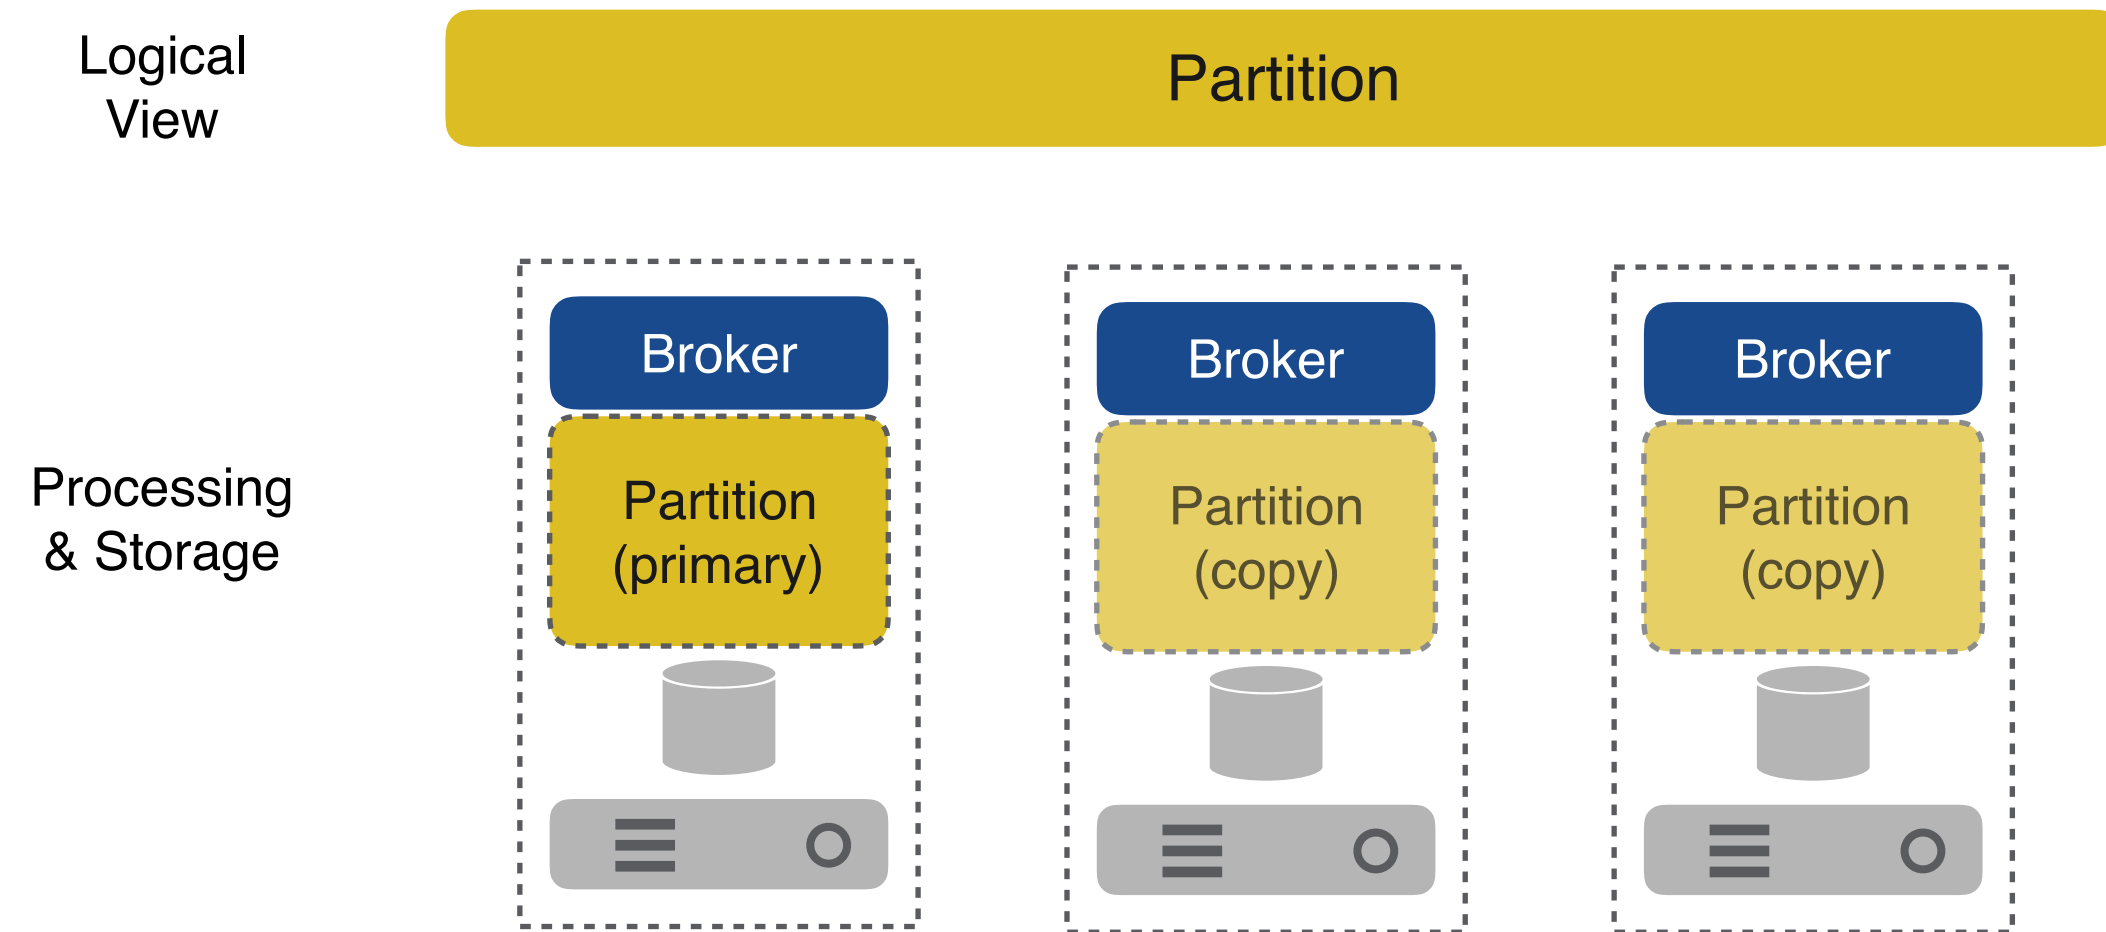 Logical
View
Partition
Processing
& Storage
Broker
Partition
(primary)
Broker
Partition
(copy)
Broker
Partition
(copy)